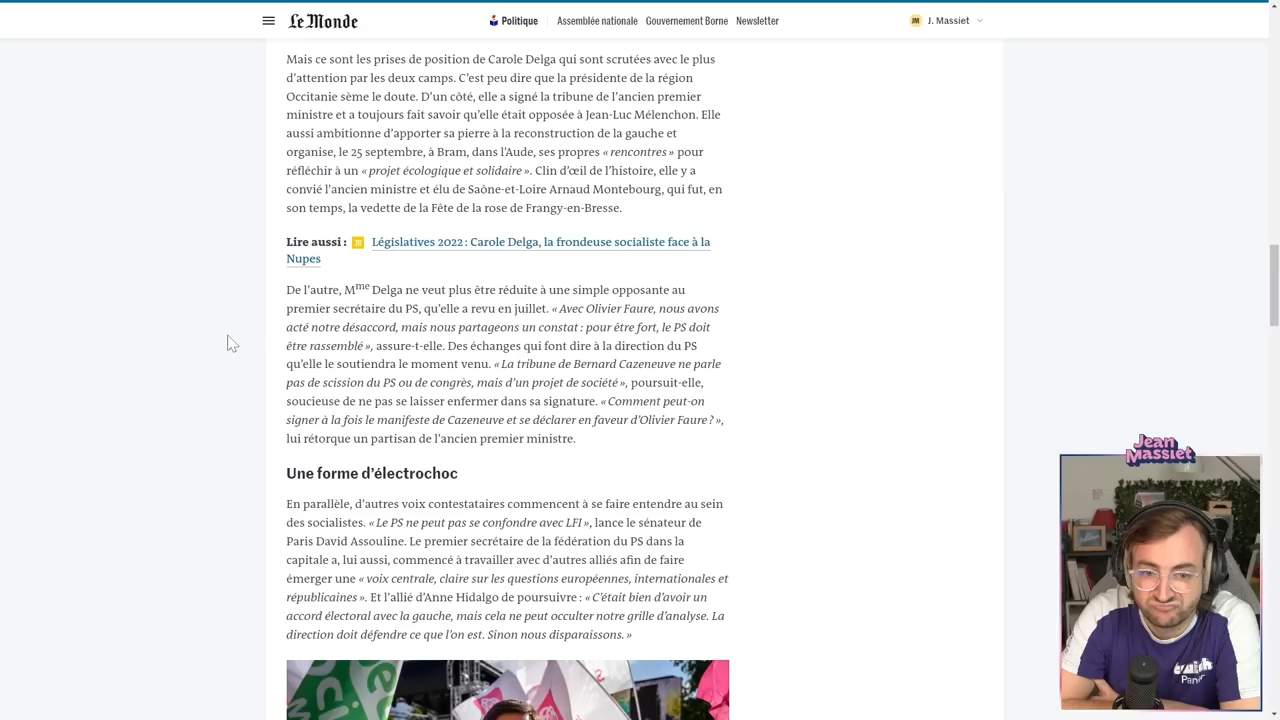 Le Monde
Politique
Assemblée nationale
Gouvernement Borne
Newsletter
JM
J. Massiet
Mais ce sont les prises de position de Carole Delga qui sont scrutées avec le plus
d’attention par les deux camps. C’est peu dire que la présidente de la région
Occitanie sème le doute. D’un côté, elle a signé la tribune de l’ancien premier
ministre et a toujours fait savoir qu’elle était opposée à Jean-Luc Mélenchon. Elle
aussi ambitionne d’apporter sa pierre à la reconstruction de la gauche et
organise, le 25 septembre, à Bram, dans l’Aude, ses propres « rencontres » pour
réfléchir à un « projet écologique et solidaire ». Clin d’œil de l’histoire, elle y a
convié l’ancien ministre et élu de Saône-et-Loire Arnaud Montebourg, qui fut, en
son temps, la vedette de la Fête de la rose de Frangy-en-Bresse.
Lire aussi : Législatives 2022 : Carole Delga, la frondeuse socialiste face à la
Nupes
De l’autre, Mme Delga ne veut plus être réduite à une simple opposante au
premier secrétaire du PS, qu’elle a revu en juillet. « Avec Olivier Faure, nous avons
acté notre désaccord, mais nous partageons un constat : pour être fort, le PS doit
être rassemblé », assure-t-elle. Des échanges qui font dire à la direction du PS
qu’elle le soutiendra le moment venu. « La tribune de Bernard Cazeneuve ne parle
pas de scission du PS ou de congrès, mais d’un projet de société », poursuit-elle,
soucieuse de ne pas se laisser enfermer dans sa signature. « Comment peut-on
signer à la fois le manifeste de Cazeneuve et se déclarer en faveur d’Olivier Faure ? »,
lui rétorque un partisan de l’ancien premier ministre.
Une forme d’électrochoc
En parallèle, d’autres voix contestataires commencent à se faire entendre au sein
des socialistes. « Le PS ne peut pas se confondre avec LFI », lance le sénateur de
Paris David Assouline. Le premier secrétaire de la fédération du PS dans la
capitale a, lui aussi, commencé à travailler avec d’autres alliés afin de faire
émerger une « voix centrale, claire sur les questions européennes, internationales et
républicaines ». Et l’allié d’Anne Hidalgo de poursuivre : « C’était bien d’avoir un
accord électoral avec la gauche, mais cela ne peut occulter notre grille d’analyse. La
direction doit défendre ce que l’on est. Sinon nous disparaissons. »
Jean
Massiet